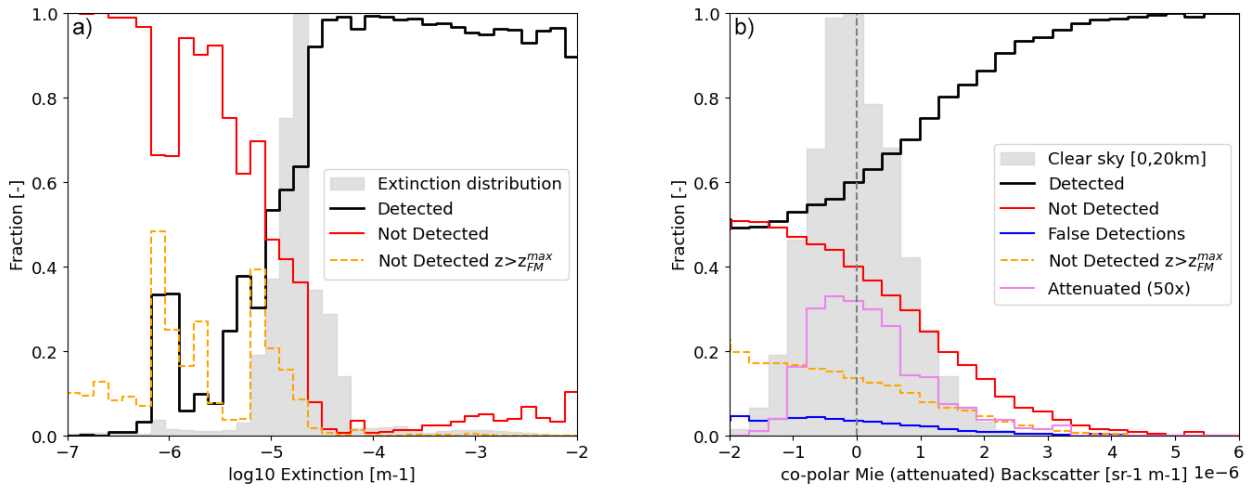 a)
Fraction [-]
1.0
0.8
0.6
0.4
0.2
0.0
Extinction distribution
Detected
Not Detected
Not Detected z>z_{FM}^{max}
-7 -6 -5 -4 -3 -2
log10 Extinction [m-1]
b)
Fraction [-]
1.0
0.8
0.6
0.4
0.2
0.0
Clear sky [0,20km]
Detected
Not Detected
False Detections
Not Detected z>z_{FM}^{max}
Attenuated (50x)
-2 -1 0 1 2 3 4 5 6
co-polar Mie (attenuated) Backscatter [sr-1 m-1] 1e-6